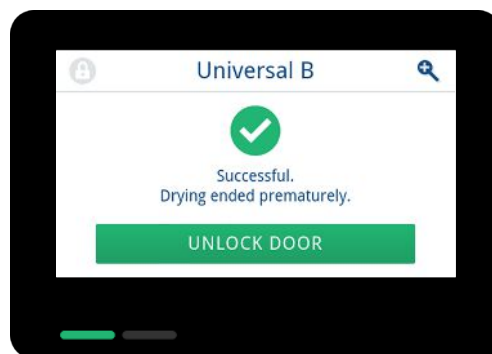 Universal B
Successful.
Drying ended prematurely.
UNLOCK DOOR